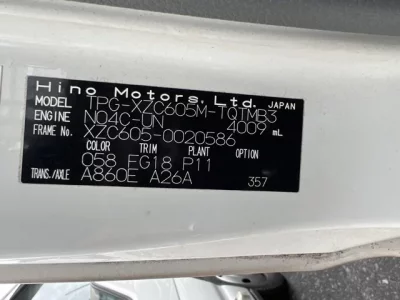 Hino Motors, Ltd. JAPAN
MODEL TPG-XZC605M-TQTMB3
ENGINE N04C-UN 4009 mL
FRAME No. XZC605-0020586
COLOR TRIM PLANT OPTION
058 FG18 P11
TRANS./AXLE A860E A26A 357